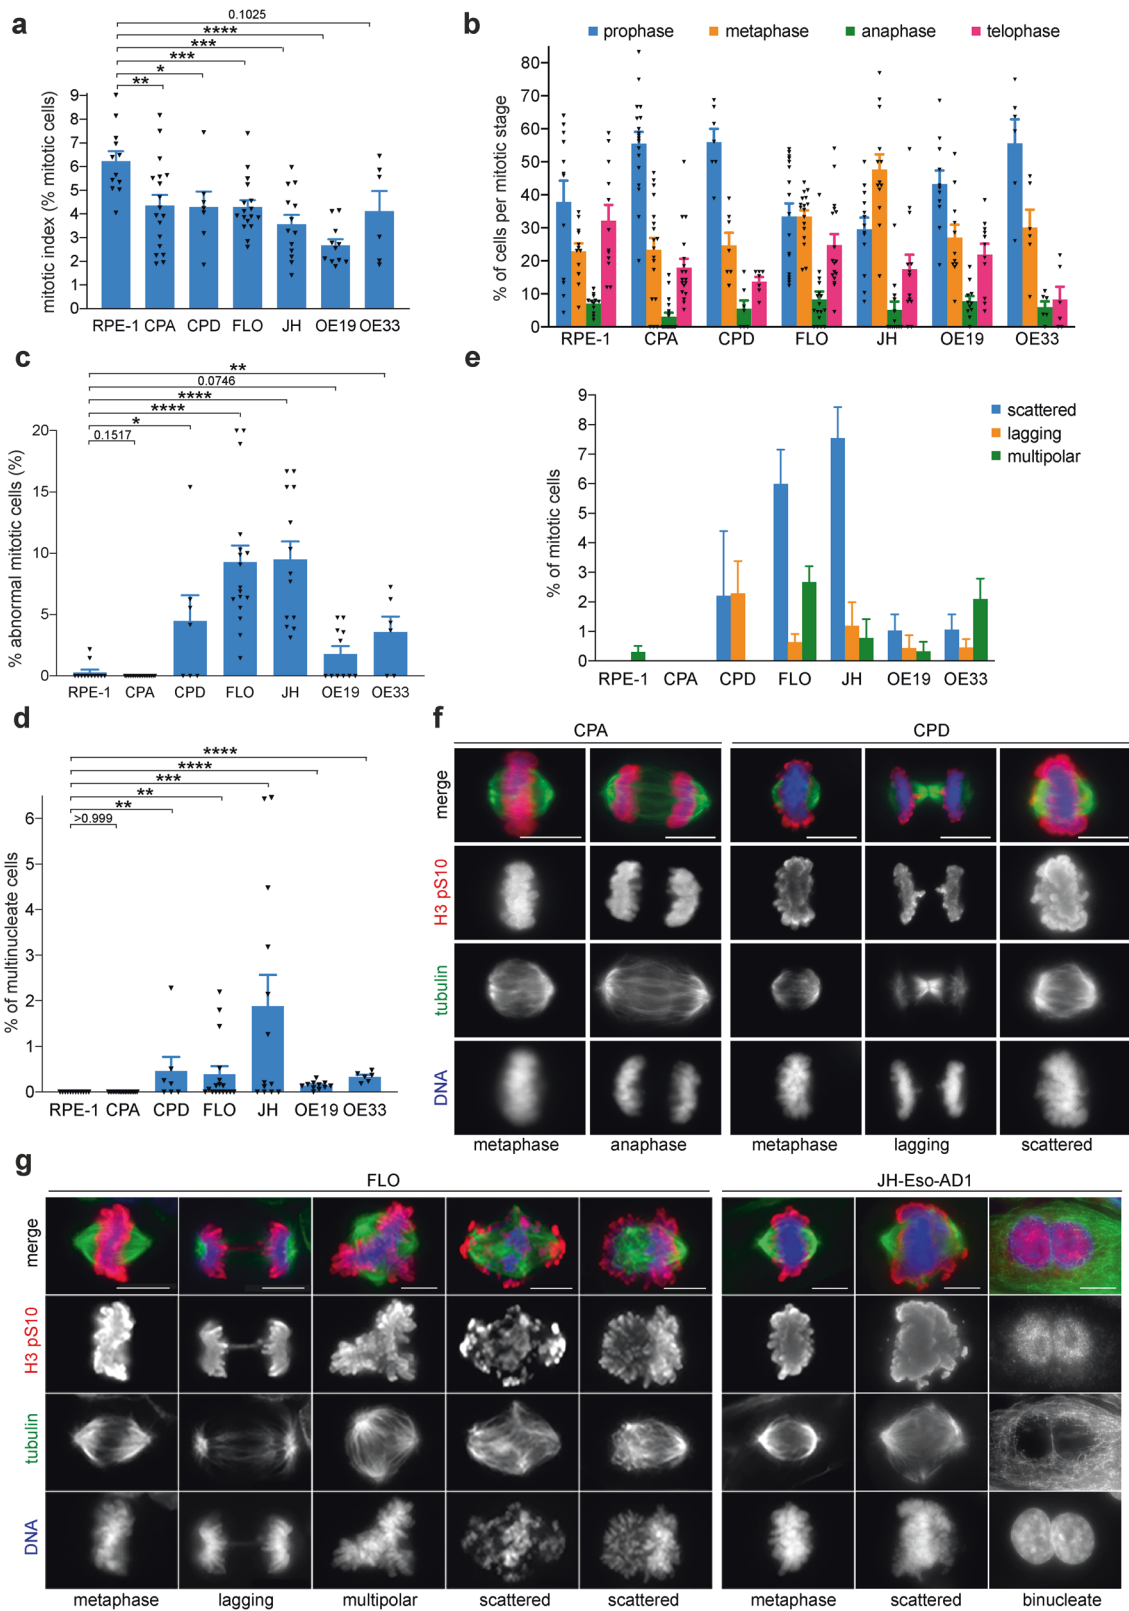 a
0.1025
****
***
***
*
**
mitotic index (% mitotic cells)
9
8
7
6
5
4
3
2
1
0
RPE-1 CPA CPD FLO JH OE19 OE33
b
prophase metaphase anaphase telophase
% of cells per mitotic stage
80
70
60
50
40
30
20
10
0
RPE-1 CPA CPD FLO JH OE19 OE33
c
**
0.0746
****
****
*
0.1517
% abnormal mitotic cells (%)
20
15
10
5
0
RPE-1 CPA CPD FLO JH OE19 OE33
e
scattered
lagging
multipolar
% of mitotic cells
9
8
7
6
5
4
3
2
1
0
RPE-1 CPA CPD FLO JH OE19 OE33
d
****
****
***
**
**
>0.999
% of multinucleate cells
6
5
4
3
2
1
0
RPE-1 CPA CPD FLO JH OE19 OE33
f
CPA CPD
merge
H3 pS10
tubulin
DNA
metaphase anaphase metaphase lagging scattered
g
FLO JH-Eso-AD1
merge
H3 pS10
tubulin
DNA
metaphase lagging multipolar scattered scattered metaphase scattered binucleate